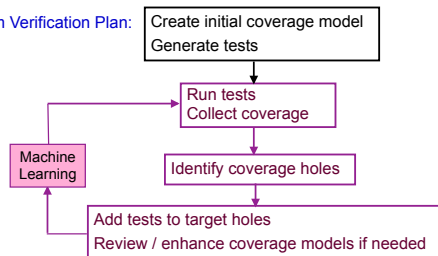 n Verification Plan:
Create initial coverage model
Generate tests
Run tests
Collect coverage
Identify coverage holes
Machine
Learning
Add tests to target holes
Review / enhance coverage models if needed